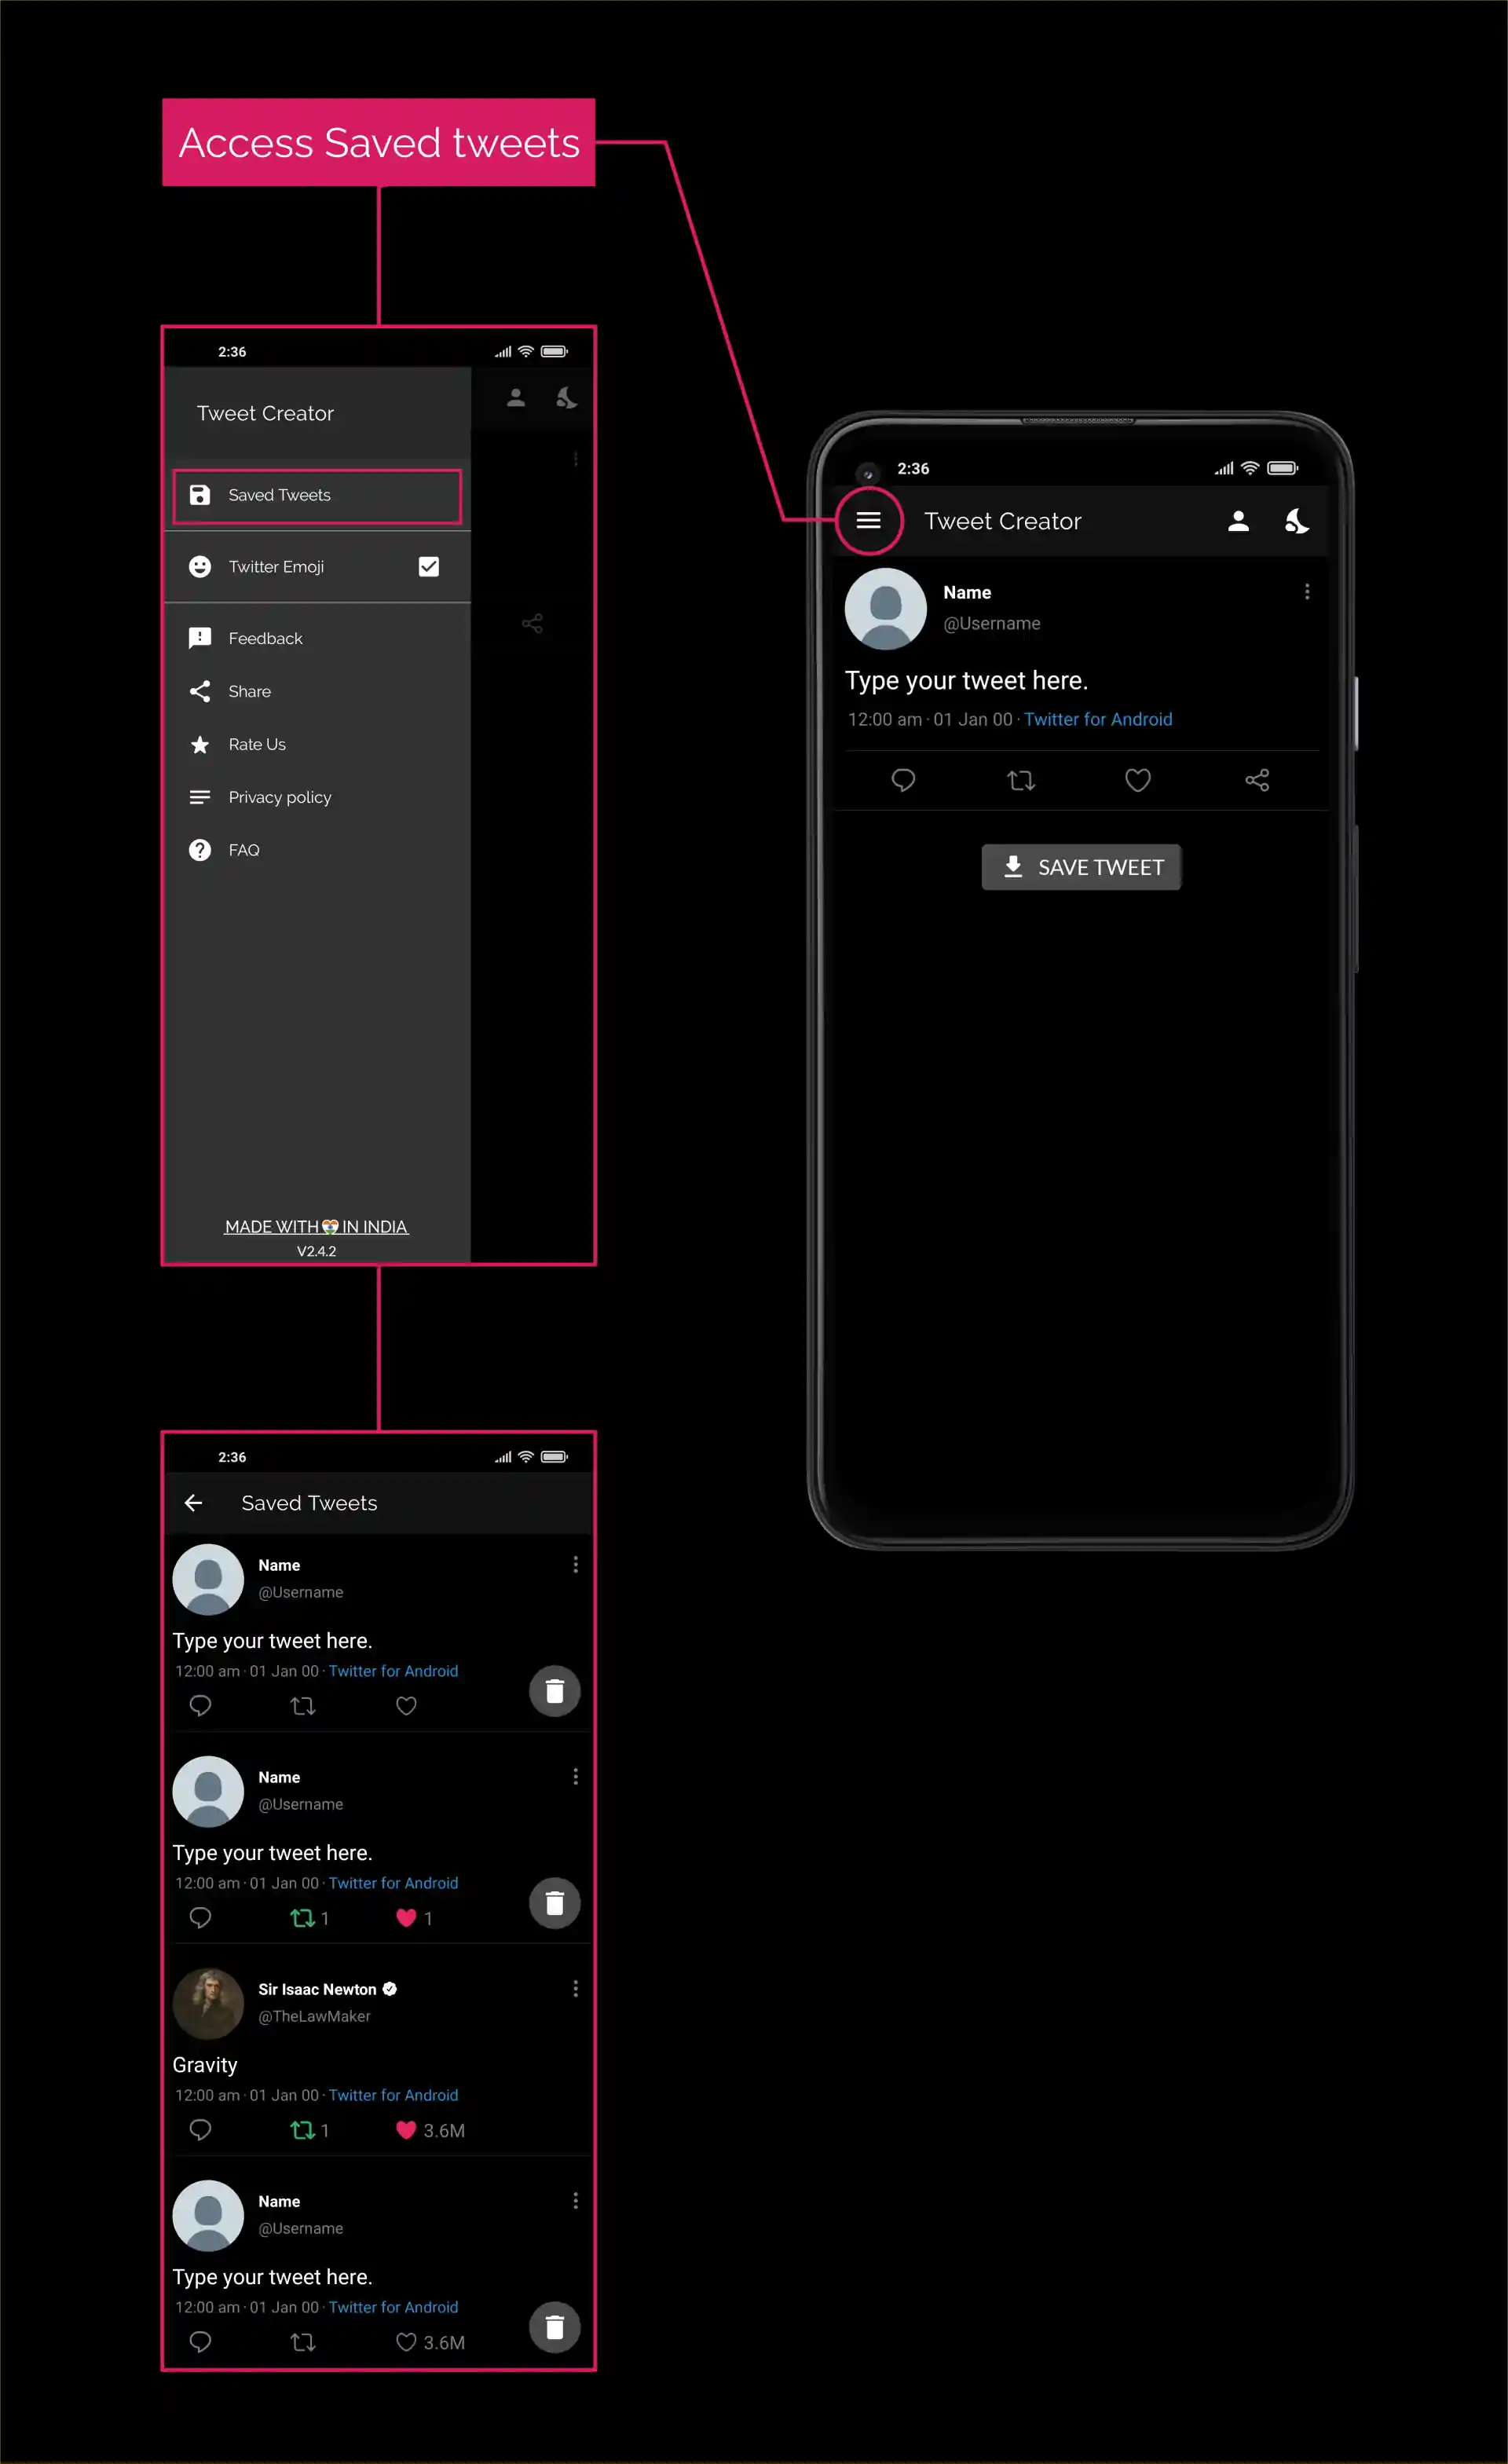 Access Saved tweets
2:36
Tweet Creator
Saved Tweets
Twitter Emoji
Feedback
Share
Rate Us
Privacy policy
FAQ
MADE WITH IN INDIA
V2.4.2
2:36
Tweet Creator
Name
@Username
Type your tweet here.
12:00 am · 01 Jan 00 · Twitter for Android
SAVE TWEET
2:36
Saved Tweets
Name
@Username
Type your tweet here.
12:00 am · 01 Jan 00 · Twitter for Android
Name
@Username
Type your tweet here.
12:00 am · 01 Jan 00 · Twitter for Android
1 1
Sir Isaac Newton
@TheLawMaker
Gravity
12:00 am · 01 Jan 00 · Twitter for Android
1 3.6M
Name
@Username
Type your tweet here.
12:00 am · 01 Jan 00 · Twitter for Android
3.6M